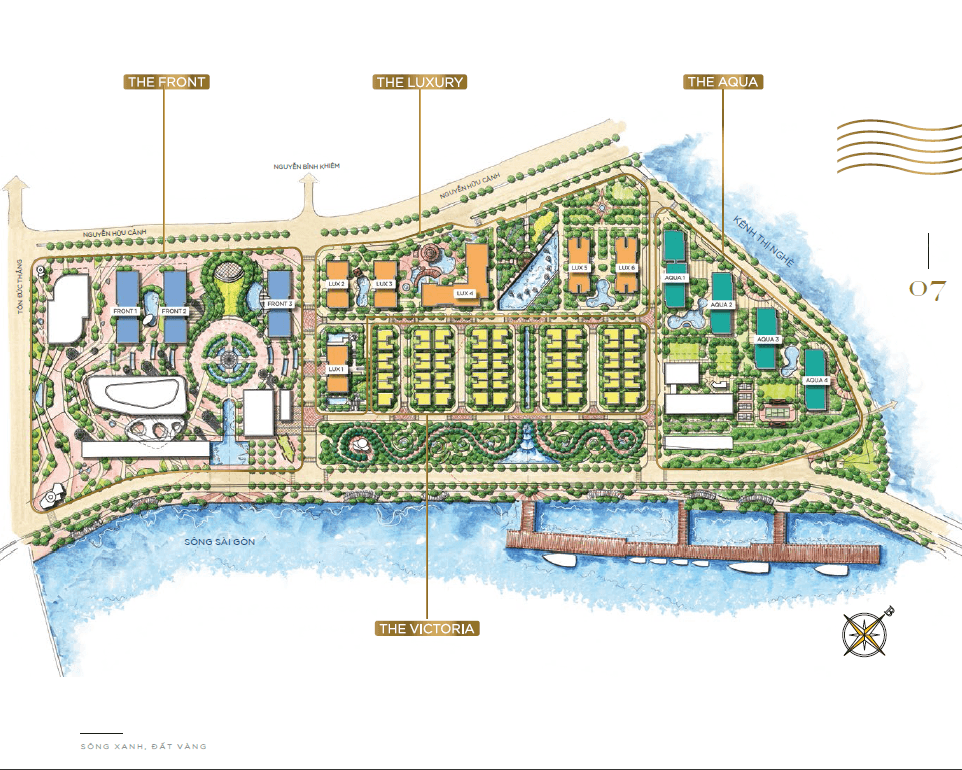 THE FRONT
THE LUXURY
THE AQUA
NGUYỄN BỈNH KHIÊM
NGUYỄN HỮU CẢNH
NGUYỄN HỮU CẢNH
KÊNH THỊ NGHÈ
TÔN ĐỨC THẮNG
07
FRONT 1
FRONT 2
FRONT 3
LUX 2
LUX 3
LUX 4
LUX 5
LUX 6
AQUA 1
AQUA 2
AQUA 3
AQUA 4
LUX 1
SÔNG SÀI GÒN
THE VICTORIA
B
SÔNG XANH, ĐẤT VÀNG